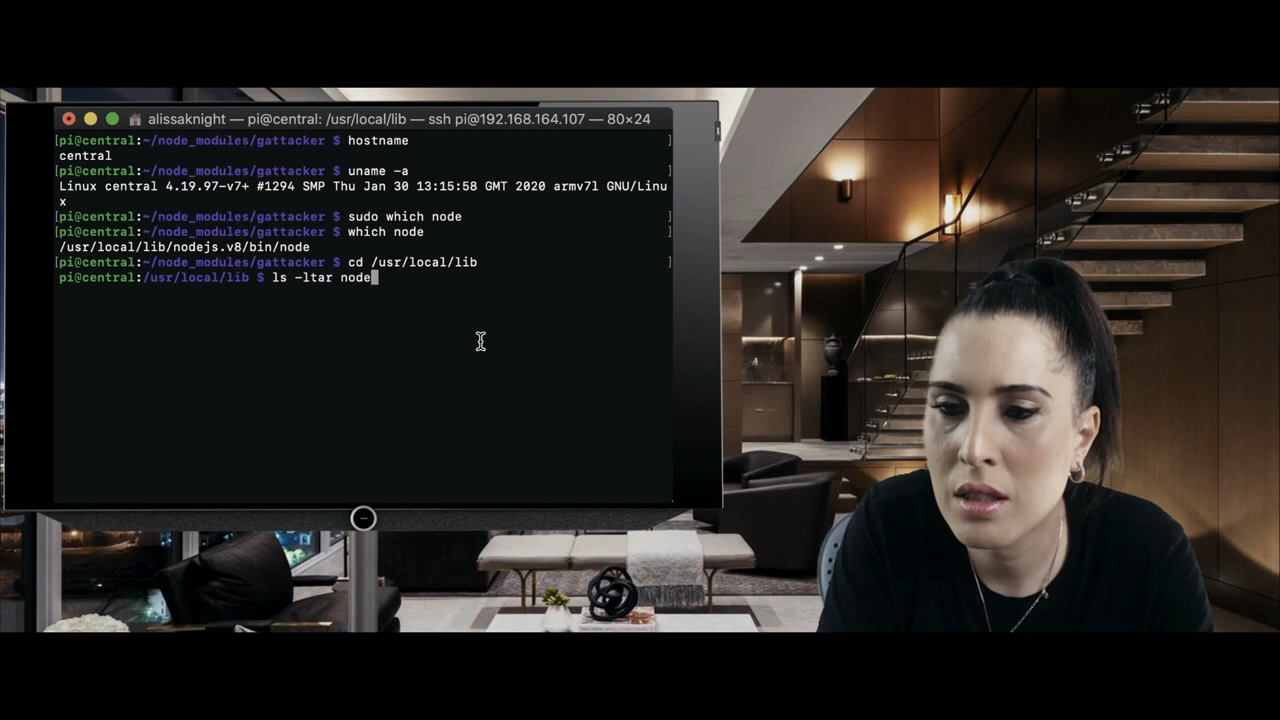 alissaknight — pi@central: /usr/local/lib — ssh pi@192.168.164.107 — 80×24
[pi@central:~/node_modules/gattacker $ hostname ]
central
[pi@central:~/node_modules/gattacker $ uname -a ]
Linux central 4.19.97-v7+ #1294 SMP Thu Jan 30 13:15:58 GMT 2020 armv7l GNU/Linu
x
[pi@central:~/node_modules/gattacker $ sudo which node ]
[pi@central:~/node_modules/gattacker $ which node ]
/usr/local/lib/nodejs.v8/bin/node
[pi@central:~/node_modules/gattacker $ cd /usr/local/lib ]
pi@central:/usr/local/lib $ ls -ltar node